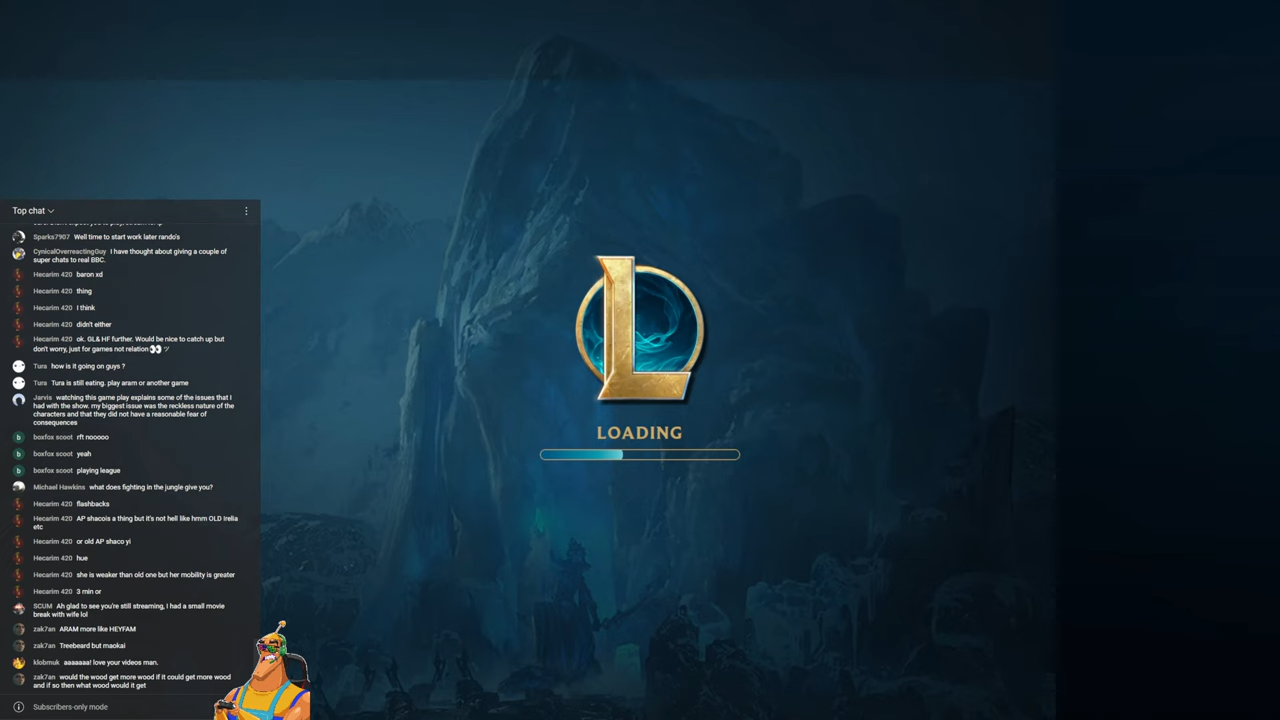 Top chat
Sparks7907 Well time to start work later rando's
CynicalOverreactingGuy I have thought about giving a couple of
super chats to real BBC.
Hecarim 420 baron xd
Hecarim 420 thing
Hecarim 420 I think
Hecarim 420 didn't either
Hecarim 420 ok. GL& HF further. Would be nice to catch up but
don't worry, just for games not relation👀 ツ
Tura how is it going on guys ?
Tura Tura is still eating. play aram or another game
Jarvis watching this game play explains some of the issues that I
had with the show. my biggest issue was the reckless nature of the
characters and that they did not have a reasonable fear of
consequences
b boxfox scoot rft nooooo
b boxfox scoot yeah
b boxfox scoot playing league
Michael Hawkins what does fighting in the jungle give you?
Hecarim 420 flashbacks
Hecarim 420 AP shacois a thing but it's not hell like hmm OLD Irelia
etc
Hecarim 420 or old AP shaco yi
Hecarim 420 hue
Hecarim 420 she is weaker than old one but her mobility is greater
Hecarim 420 3 min or
SCUM Ah glad to see you're still streaming, I had a small movie
break with wife lol
zak7an ARAM more like HEYFAM
zak7an Treebeard but maokai
klobmuk aaaaaaa! love your videos man.
zak7an would the wood get more wood if it could get more wood
and if so then what wood would it get
Subscribers-only mode
L
LOADING